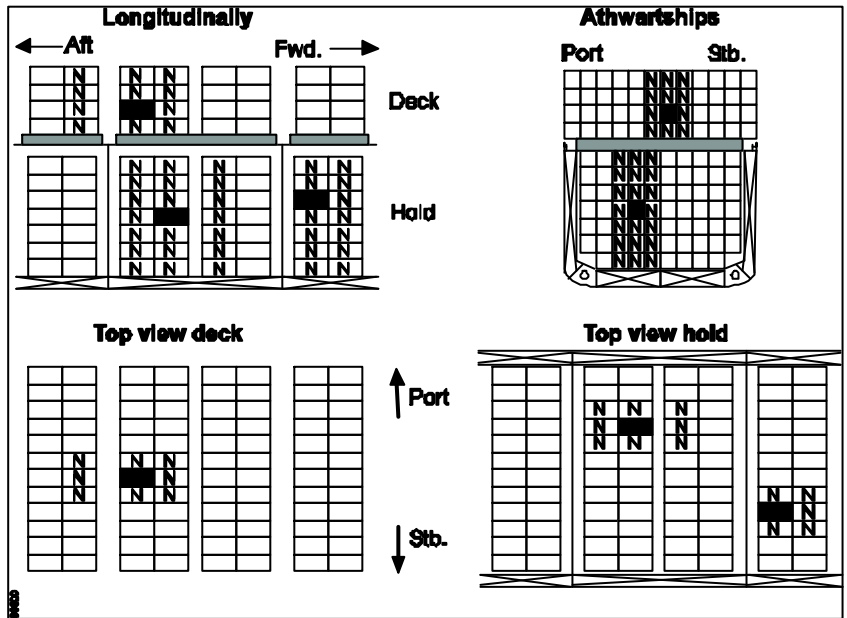 Longitudinally
Athwartships
Aft
Fwd.
Port
Stb.
N N N
N N N
N N
N N N
Deck
N N N
N N N
N N
N N N
N N N N
N N N N
N N N
N N N
N N N N
N N N N
N N N N
Hold
N N N
N N N
N N N
N N
N N N
N N N
N N N
Top view deck
Top view hold
Port
Stb.
N N N
N N
N N N
N N N
N N
N N N
N N
N
N N